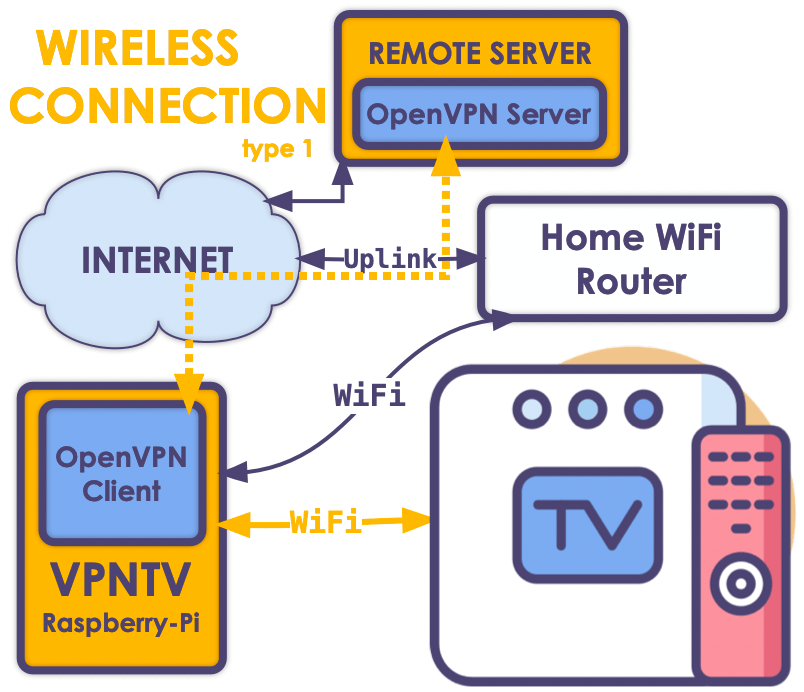 WIRELESS
CONNECTION
type 1
REMOTE SERVER
OpenVPN Server
INTERNET
Uplink
Home WiFi
Router
WiFi
OpenVPN
Client
WiFi
TV
VPNTV
Raspberry-Pi